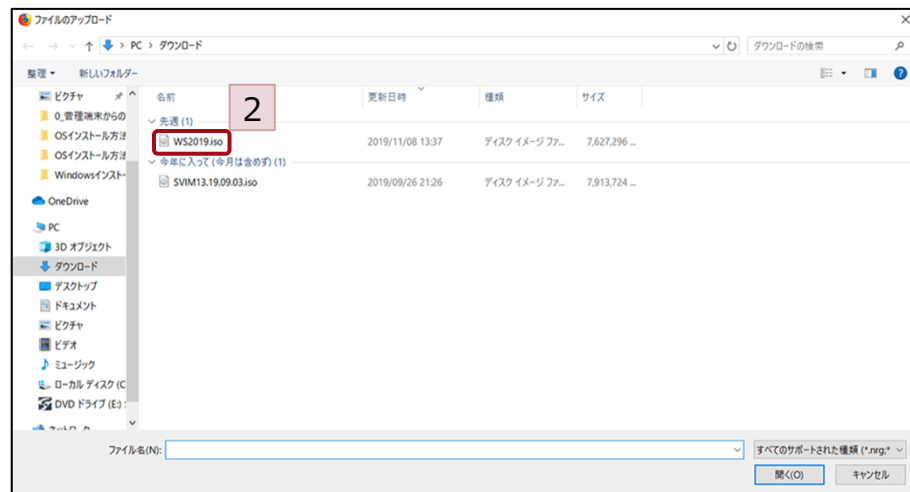 ファイルのアップロード
PC > ダウンロード
ダウンロードの検索
整理
新しいフォルダー
ピクチャ
0_管理端末からの
OSインストール方法
OSインストール方法
Windowsインスト-
OneDrive
PC
3D オブジェクト
ダウンロード
デスクトップ
ドキュメント
ピクチャ
ビデオ
ミュージック
ローカル ディスク (C
DVD ドライブ (E:)
名前 更新日時 種類 サイズ
2
先週 (1)
WS2019.iso 2019/11/08 13:37 ディスク イメージ ファ... 7,627,296 ...
今年に入って (今月は含めず) (1)
SVIM13.19.09.03.iso 2019/09/26 21:26 ディスク イメージ ファ... 7,913,724 ...
ファイル名(N):
すべてのサポートされた種類 (*.nrg;*
開く(O)
キャンセル